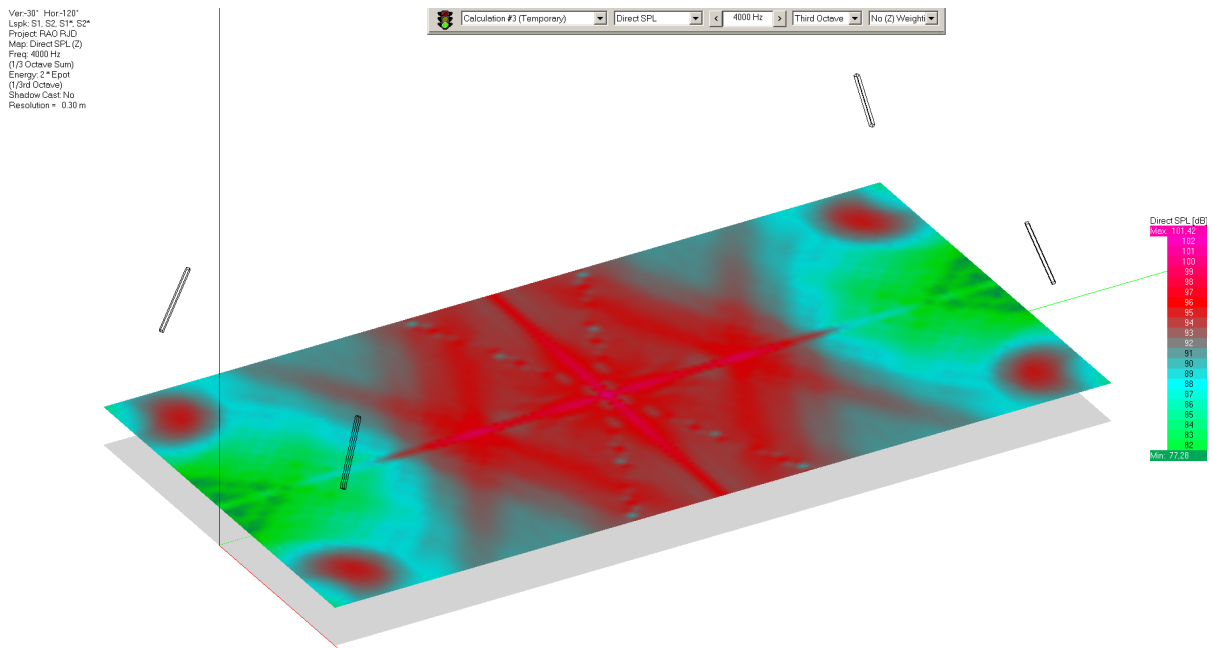 Ver:-30° Hor:-120°
Lspk: S1, S2, S1*, S2*
Project: RAO RJD
Map: Direct SPL (Z)
Freq: 4000 Hz
(1/3 Octave Sum)
Energy: 2 * Epot
(1/3rd Octave)
Shadow Cast: No
Resolution = 0.30 m
Calculation #3 (Temporary) Direct SPL < 4000 Hz > Third Octave No (Z) Weighti
Direct SPL [dB]
Max: 101,42
102
101
100
99
98
97
96
95
94
93
92
91
90
89
88
87
86
85
84
83
82
Min: 77,28